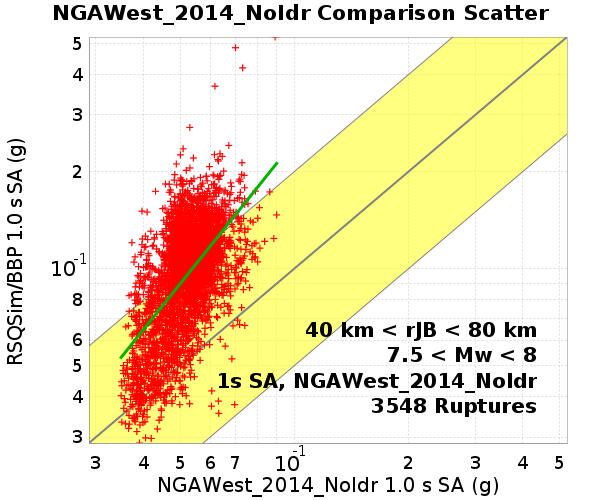 NGAWest_2014_NoIdr Comparison Scatter
RSQSim/BBP 1.0 s SA (g)
5
4
3
2
10-1
8
6
5
4
3
40 km < rJB < 80 km
7.5 < Mw < 8
1s SA, NGAWest_2014_NoIdr
3548 Ruptures
3 4 5 6 7 10-1 2 3 4 5
NGAWest_2014_NoIdr 1.0 s SA (g)